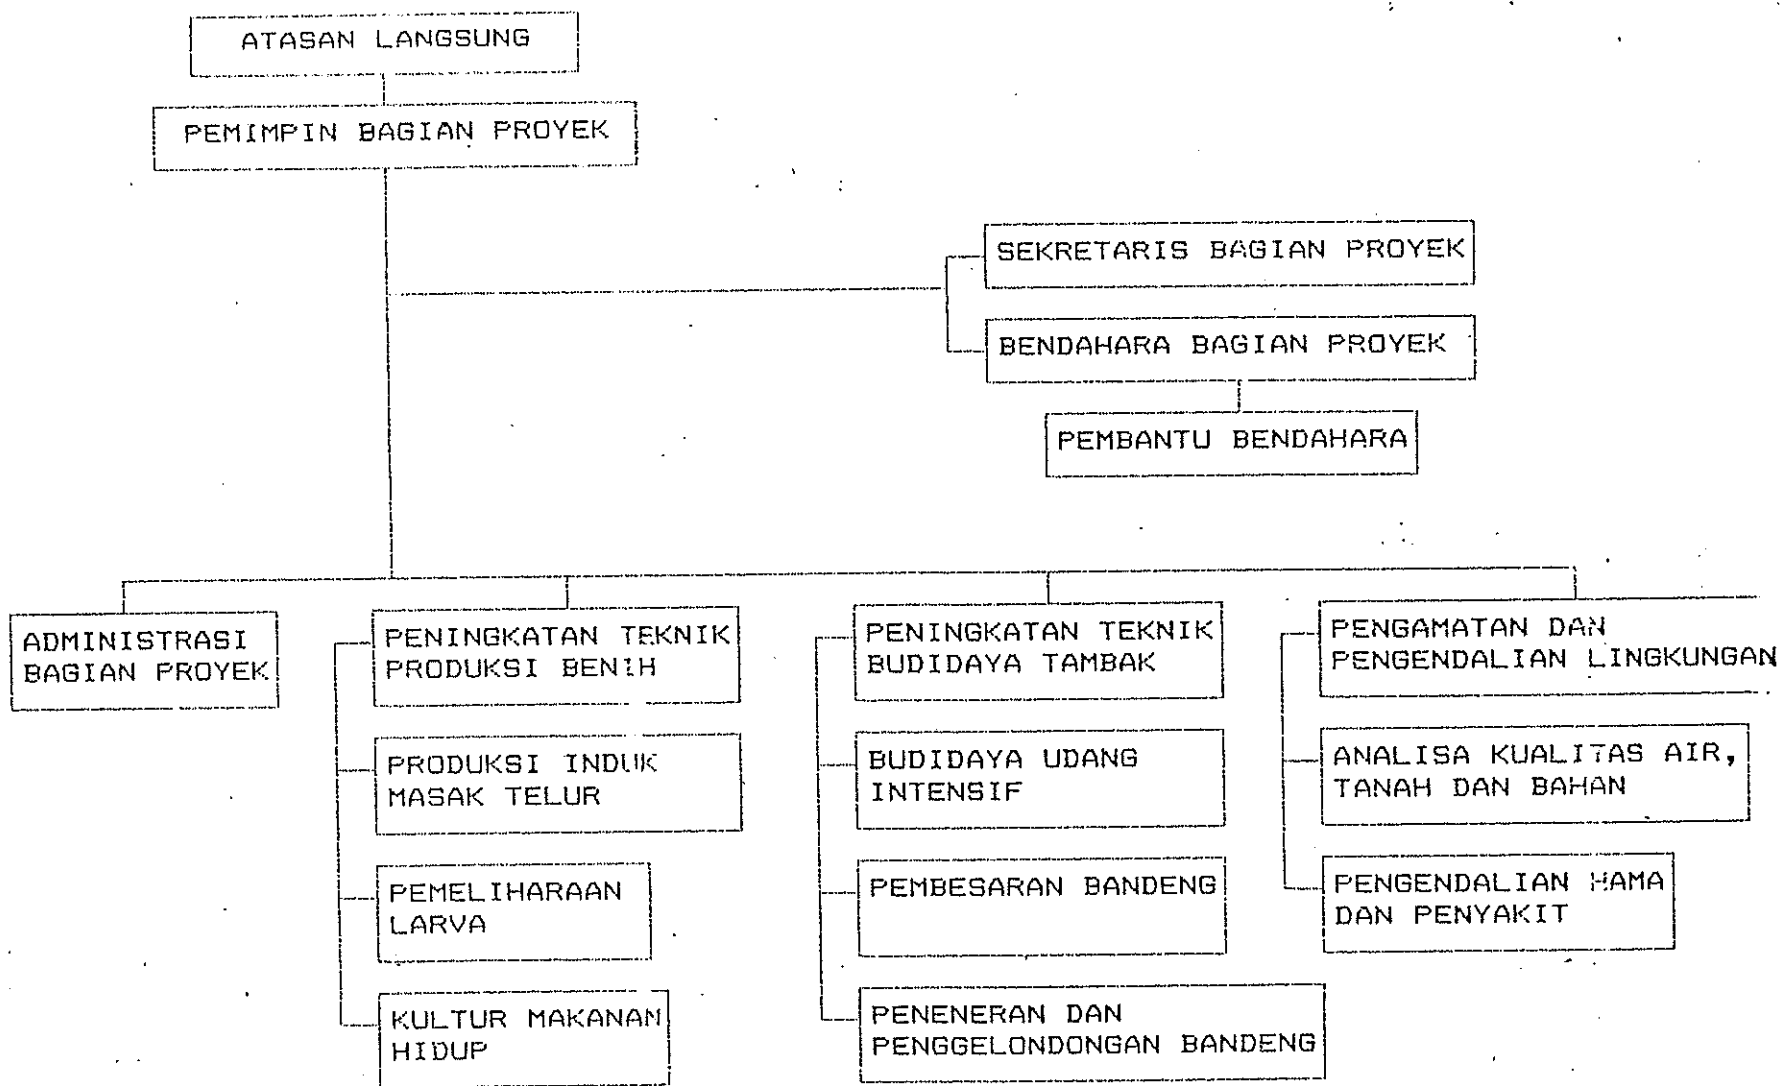 ATASAN LANGSUNG
PEMIMPIN BAGIAN PROYEK
SEKRETARIS BAGIAN PROYEK
BENDAHARA BAGIAN PROYEK
PEMBANTU BENDAHARA
ADMINISTRASI
BAGIAN PROYEK
PENINGKATAN TEKNIK
PRODUKSI BENIH
PRODUKSI INDUK
MASAK TELUR
PEMELIHARAAN
LARVA
KULTUR MAKANAN
HIDUP
PENINGKATAN TEKNIK
BUDIDAYA TAMBAK
BUDIDAYA UDANG
INTENSIF
PEMBESARAN BANDENG
PENENERAN DAN
PENGGELONDONGAN BANDENG
PENGAMATAN DAN
PENGENDALIAN LINGKUNGAN
ANALISA KUALITAS AIR,
TANAH DAN BAHAN
PENGENDALIAN HAMA
DAN PENYAKIT